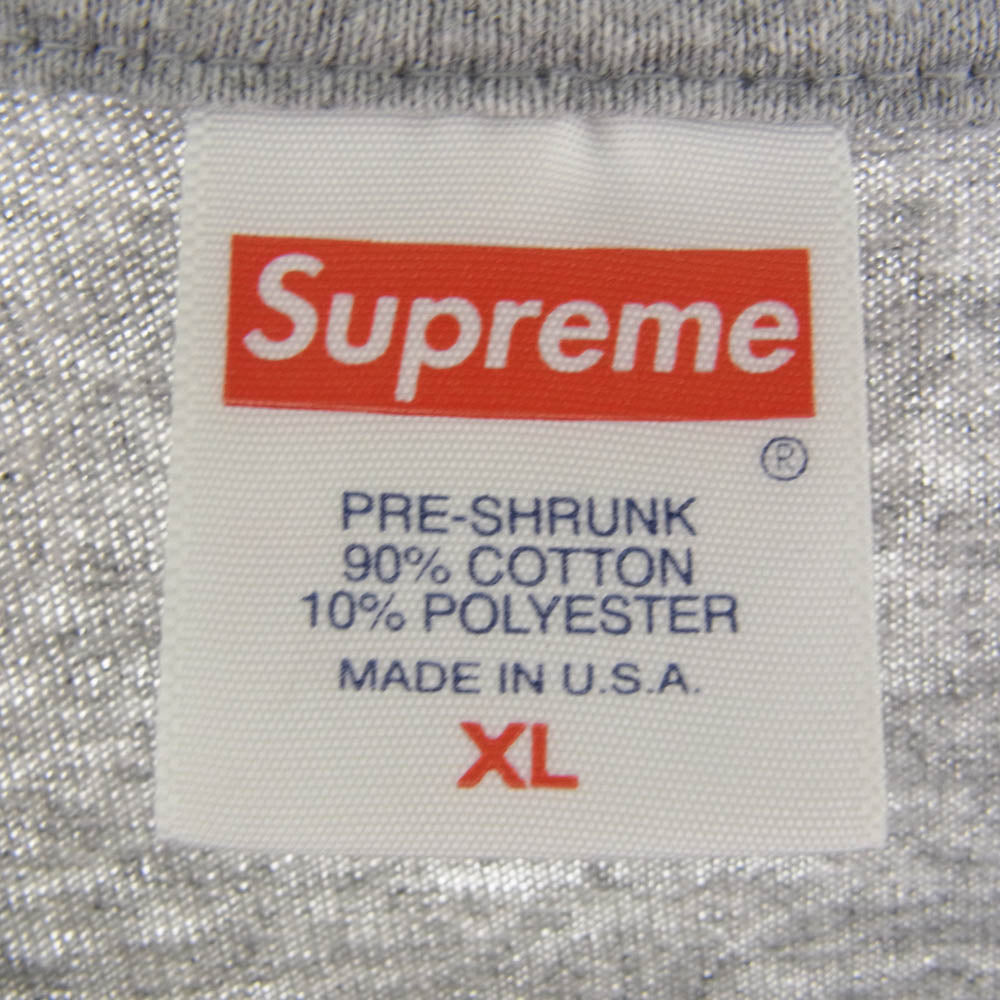 Supreme
®
PRE-SHRUNK
90% COTTON
10% POLYESTER
MADE IN U.S.A.
XL